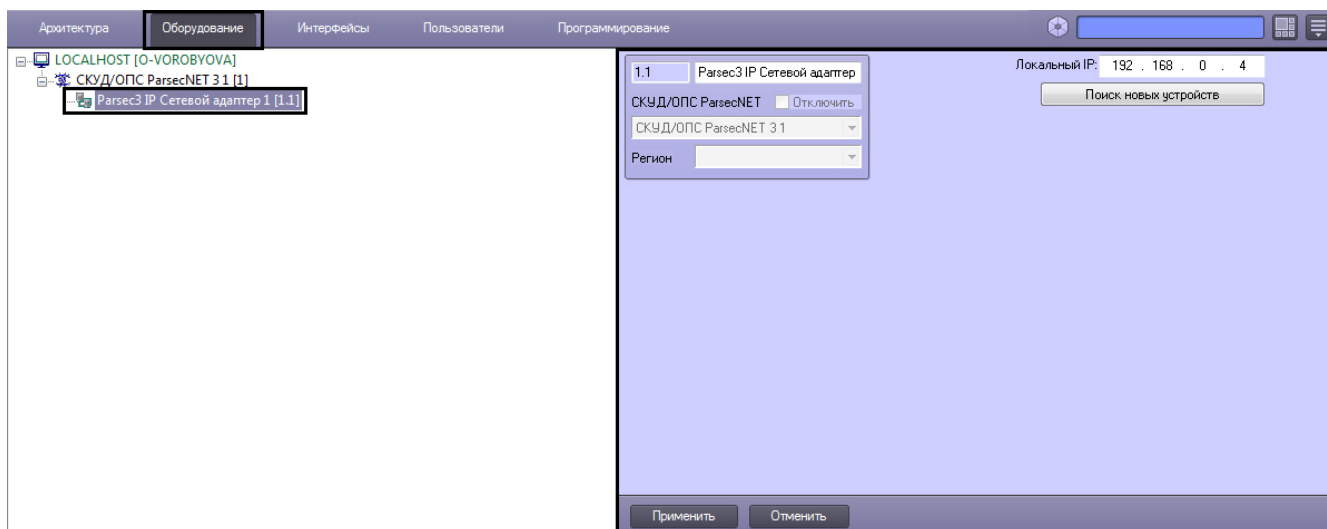 Архитектура Оборудование Интерфейсы Пользователи Программирование
LOCALHOST [O-VOROBYOVA]
СКУД/ОПС ParsecNET 3 1 [1]
Parsec3 IP Сетевой адаптер 1 [1.1]
1.1 Parsec3 IP Сетевой адаптер
СКУД/ОПС ParsecNET Отключить
СКУД/ОПС ParsecNET 3 1
Регион
Локальный IP: 192 . 168 . 0 . 4
Поиск новых устройств
Применить Отменить